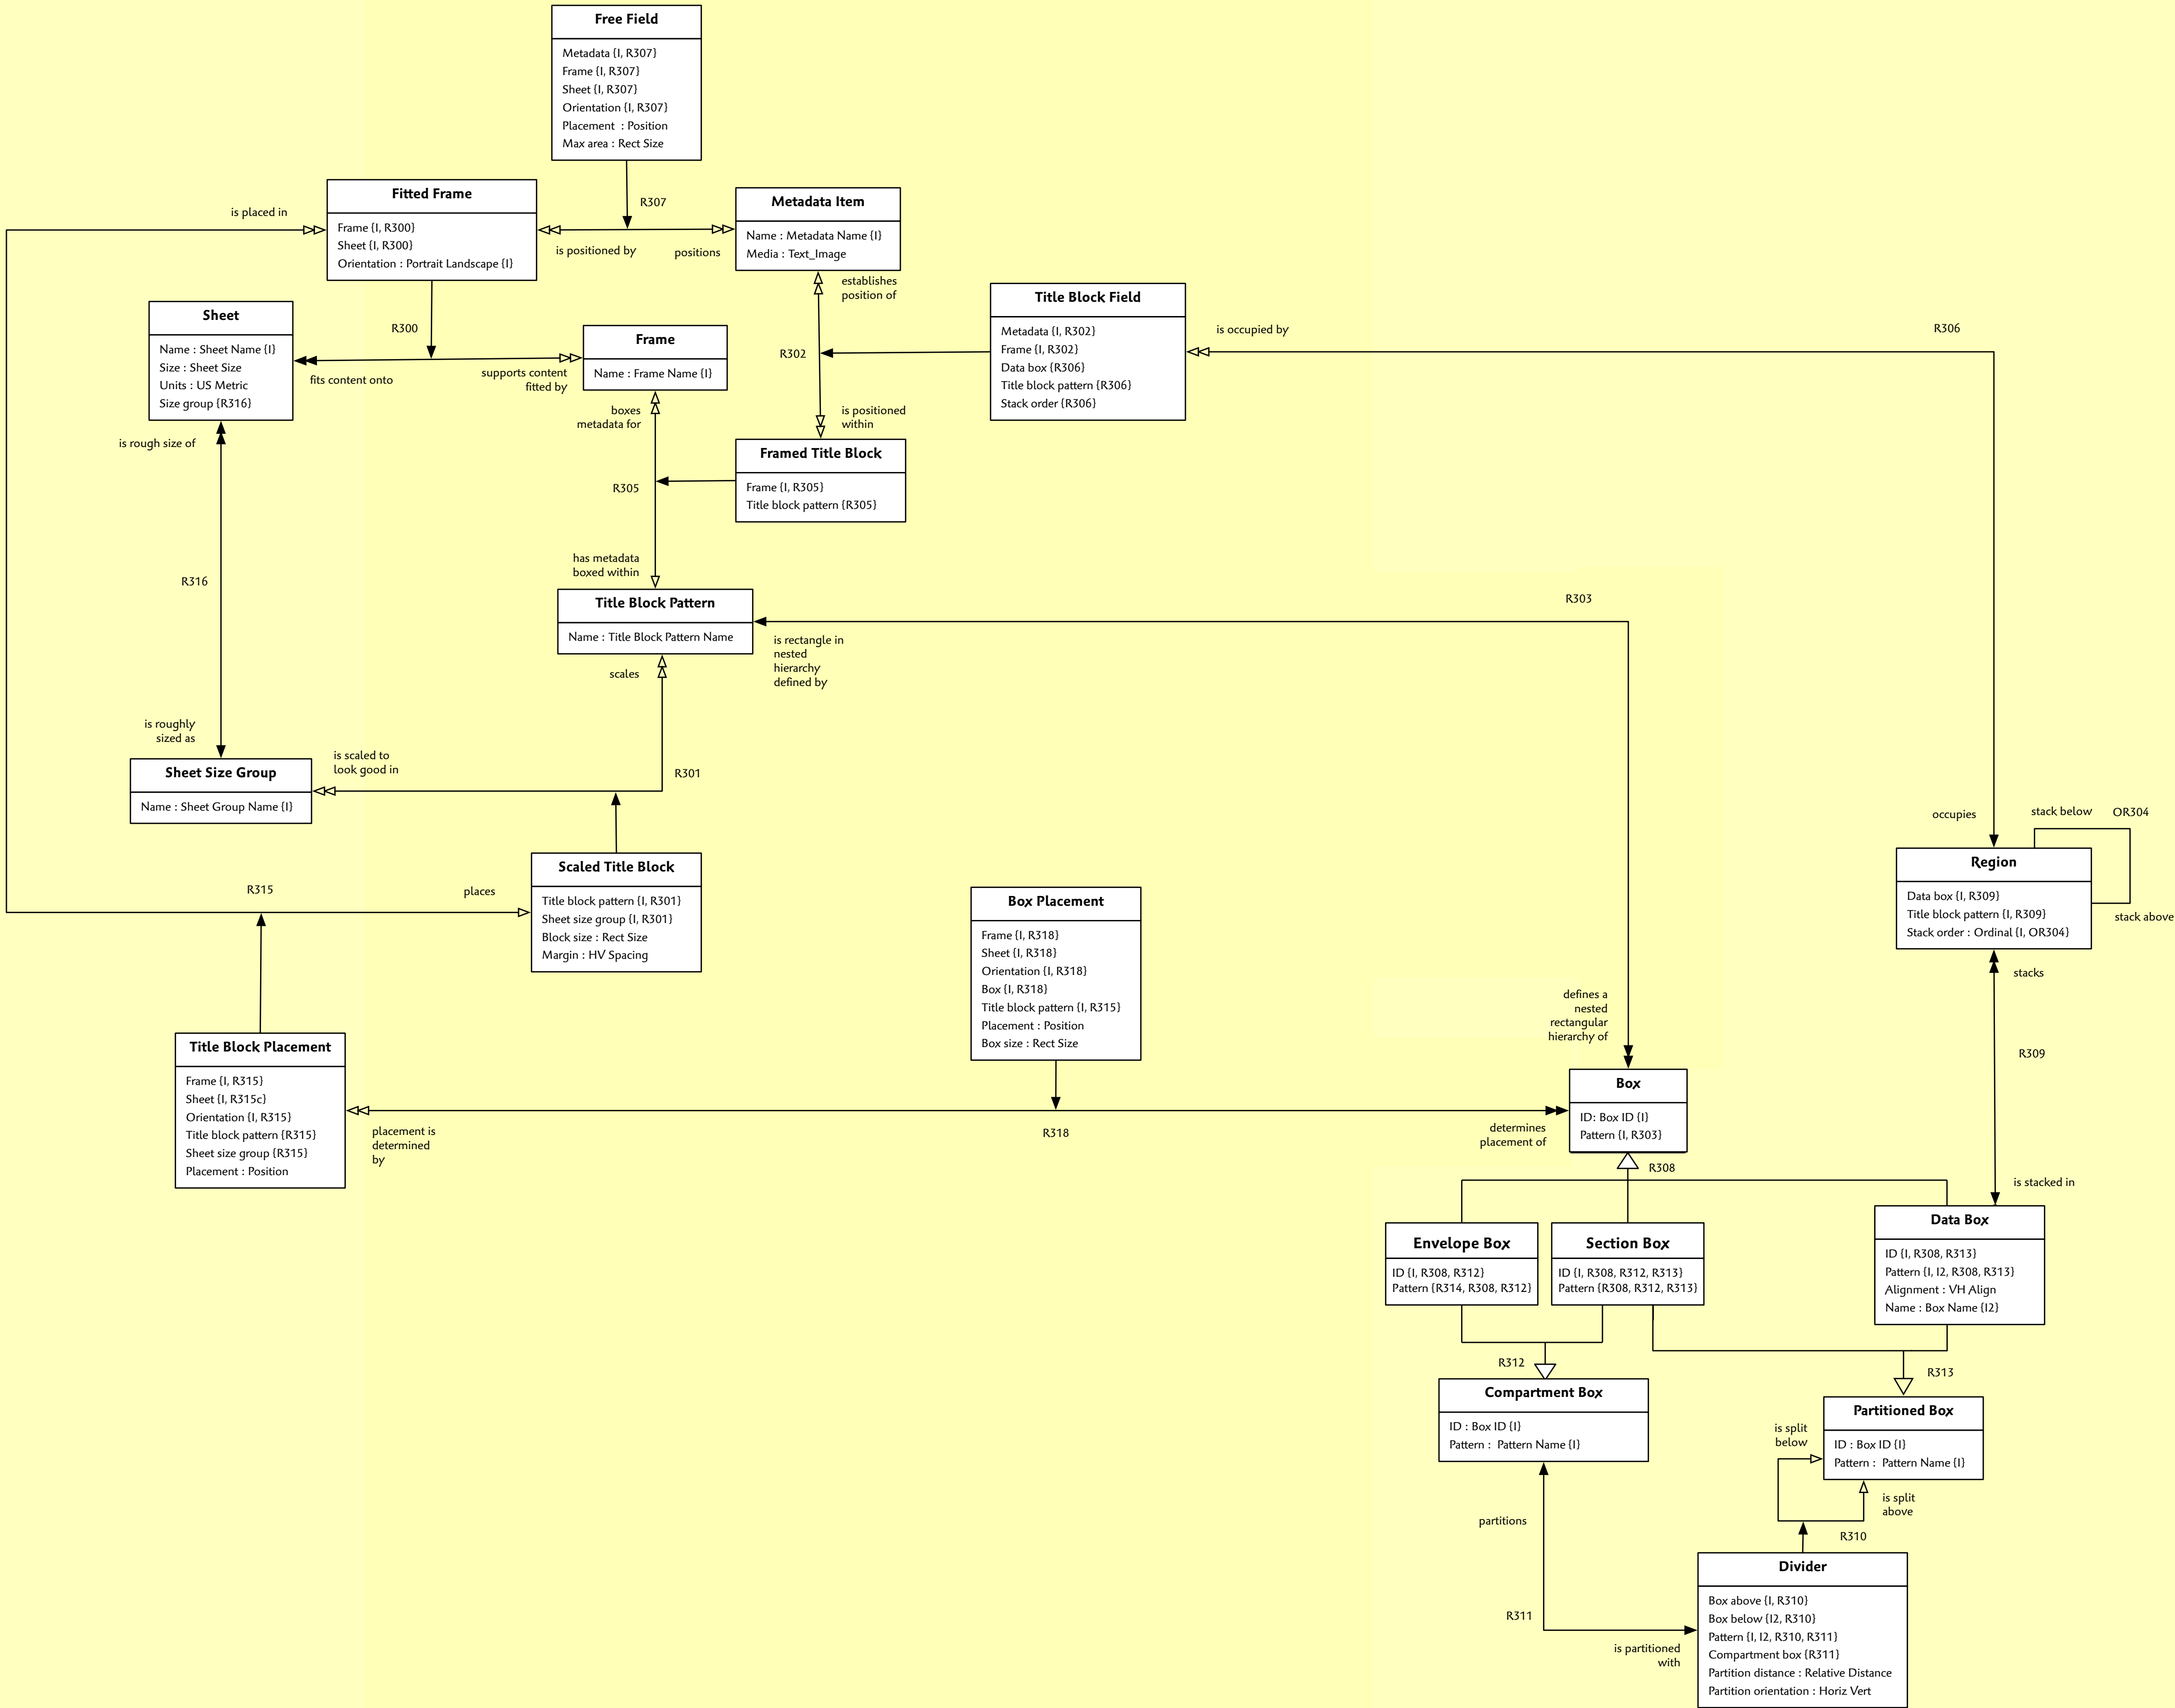 Free Field
Metadata {I, R307}
Frame {I, R307}
Sheet {I, R307}
Orientation {I, R307}
Placement : Position
Max area : Rect Size
Fitted Frame
Frame {I, R300}
Sheet {I, R300}
Orientation : Portrait Landscape {I}
is placed in
R307
is positioned by
positions
Metadata Item
Name : Metadata Name {I}
Media : Text_Image
establishes
position of
Title Block Field
Metadata {I, R302}
Frame {I, R302}
Data box {R306}
Title block pattern {R306}
Stack order {R306}
is occupied by
R306
Sheet
Name : Sheet Name {I}
Size : Sheet Size
Units : US Metric
Size group {R316}
R300
fits content onto
supports content
fitted by
Frame
Name : Frame Name {I}
R302
boxes
metadata for
is positioned
within
is rough size of
Framed Title Block
Frame {I, R305}
Title block pattern {R305}
R305
has metadata
boxed within
R316
Title Block Pattern
Name : Title Block Pattern Name
R303
is rectangle in
nested
hierarchy
defined by
scales
is roughly
sized as
Sheet Size Group
Name : Sheet Group Name {I}
is scaled to
look good in
R301
occupies
stack below
OR304
Region
Data box {I, R309}
Title block pattern {I, R309}
Stack order : Ordinal {I, OR304}
stack above
stacks
Scaled Title Block
Title block pattern {I, R301}
Sheet size group {I, R301}
Block size : Rect Size
Margin : HV Spacing
R315
places
Box Placement
Frame {I, R318}
Sheet {I, R318}
Orientation {I, R318}
Box {I, R318}
Title block pattern {I, R315}
Placement : Position
Box size : Rect Size
defines a
nested
rectangular
hierarchy of
R309
Title Block Placement
Frame {I, R315}
Sheet {I, R315c}
Orientation {I, R315}
Title block pattern {R315}
Sheet size group {R315}
Placement : Position
placement is
determined
by
R318
determines
placement of
Box
ID: Box ID {I}
Pattern {I, R303}
R308
is stacked in
Envelope Box
ID {I, R308, R312}
Pattern {R314, R308, R312}
Section Box
ID {I, R308, R312, R313}
Pattern {R308, R312, R313}
Data Box
ID {I, R308, R313}
Pattern {I, I2, R308, R313}
Alignment : VH Align
Name : Box Name {I2}
R312
R313
Compartment Box
ID : Box ID {I}
Pattern : Pattern Name {I}
Partitioned Box
ID : Box ID {I}
Pattern : Pattern Name {I}
is split
below
is split
above
R310
partitions
R311
is partitioned
with
Divider
Box above {I, R310}
Box below {I2, R310}
Pattern {I, I2, R310, R311}
Compartment box {R311}
Partition distance : Relative Distance
Partition orientation : Horiz Vert